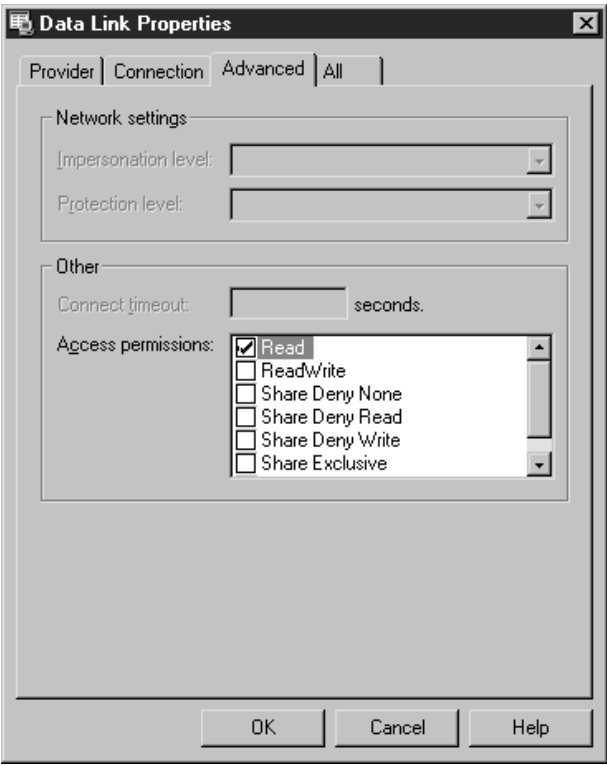 Data Link Properties
Provider Connection Advanced All
Network settings
Impersonation level:
Protection level:
Other
Connect timeout: seconds.
Access permissions: Read
ReadWrite
Share Deny None
Share Deny Read
Share Deny Write
Share Exclusive
OK Cancel Help